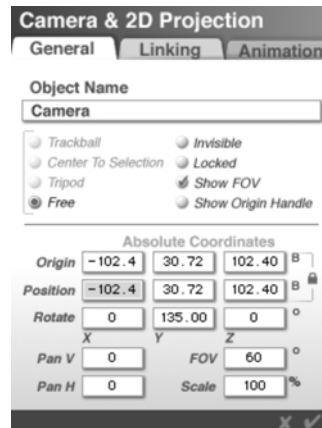 Camera & 2D Projection
General Linking Animation
Object Name
Camera
Trackball Invisible
Center To Selection Locked
Tripod Show FOV
Free Show Origin Handle
Absolute Coordinates
Origin -102.4 30.72 102.40 B
Position -102.4 30.72 102.40 B
Rotate 0 135.00 0 °
X Y Z
Pan V 0 FOV 60 °
Pan H 0 Scale 100 %